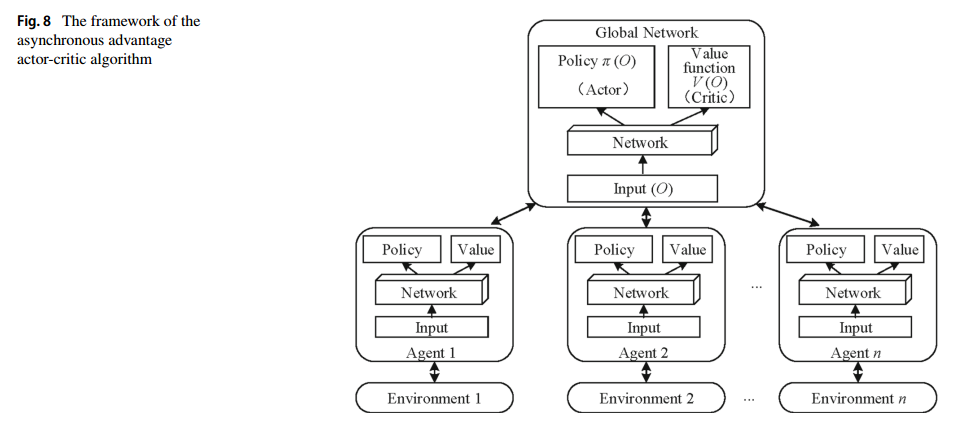 Fig. 8 The framework of the
asynchronous advantage
actor-critic algorithm
Global Network
Policy π (O)
(Actor)
Value
function
V (O)
(Critic)
Network
Input (O)
Policy
Value
Network
Input
Agent 1
Environment 1
Policy
Value
Network
Input
Agent 2
Environment 2
...
...
Policy
Value
Network
Input
Agent n
Environment n